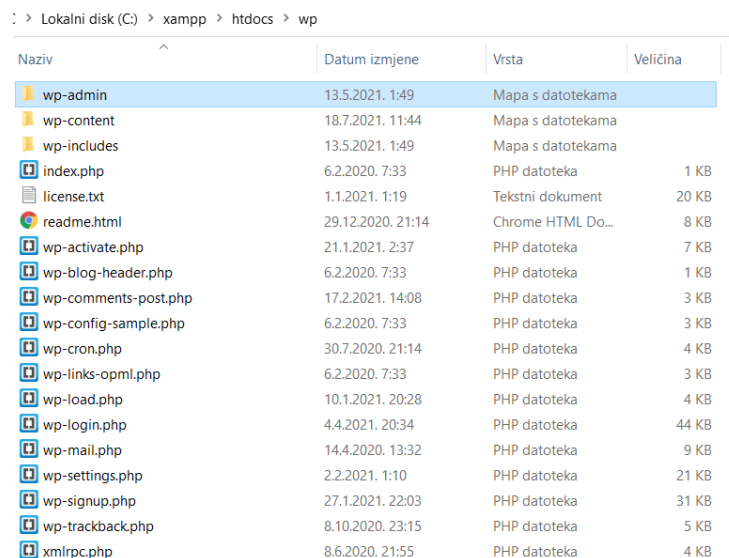 Lokalni disk (C:) > xampp > htdocs > wp
Naziv Datum izmjene Vrsta Veličina
wp-admin 13.5.2021. 1:49 Mapa s datotekama
wp-content 18.7.2021. 11:44 Mapa s datotekama
wp-includes 13.5.2021. 1:49 Mapa s datotekama
index.php 6.2.2020. 7:33 PHP datoteka 1 KB
license.txt 1.1.2021. 1:19 Tekstni dokument 20 KB
readme.html 29.12.2020. 21:14 Chrome HTML Do... 8 KB
wp-activate.php 21.1.2021. 2:37 PHP datoteka 7 KB
wp-blog-header.php 6.2.2020. 7:33 PHP datoteka 1 KB
wp-comments-post.php 17.2.2021. 14:08 PHP datoteka 3 KB
wp-config-sample.php 6.2.2020. 7:33 PHP datoteka 3 KB
wp-cron.php 30.7.2020. 21:14 PHP datoteka 4 KB
wp-links-opml.php 6.2.2020. 7:33 PHP datoteka 3 KB
wp-load.php 10.1.2021. 20:28 PHP datoteka 4 KB
wp-login.php 4.4.2021. 20:34 PHP datoteka 44 KB
wp-mail.php 14.4.2020. 13:32 PHP datoteka 9 KB
wp-settings.php 2.2.2021. 1:10 PHP datoteka 21 KB
wp-signup.php 27.1.2021. 22:03 PHP datoteka 31 KB
wp-trackback.php 8.10.2020. 23:15 PHP datoteka 5 KB
xmlrpc.php 8.6.2020. 21:55 PHP datoteka 4 KB